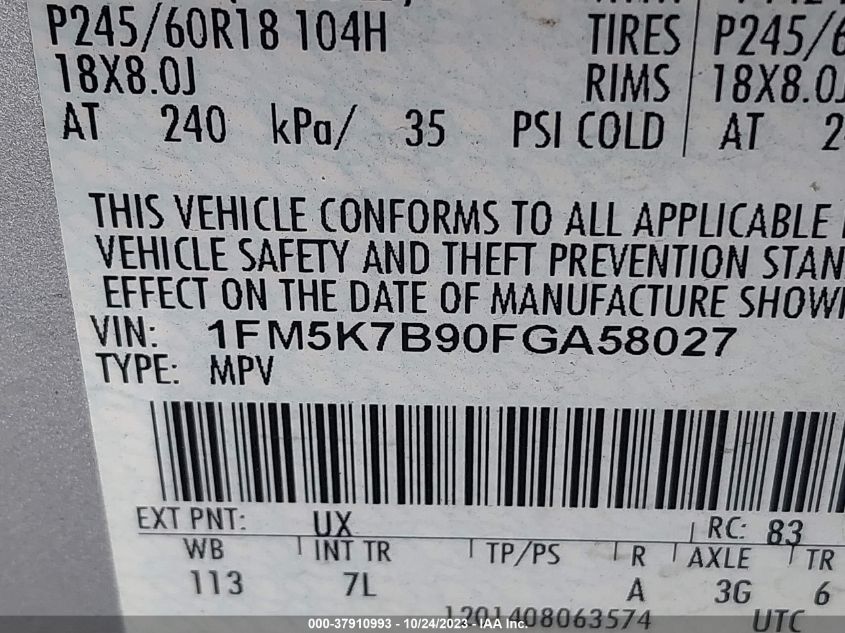 P245/60R18 104H TIRES P245/6
18X8.0J RIMS 18X8.0J
AT 240 kPa/ 35 PSI COLD AT 2
THIS VEHICLE CONFORMS TO ALL APPLICABLE
VEHICLE SAFETY AND THEFT PREVENTION STAN
EFFECT ON THE DATE OF MANUFACTURE SHOWN
VIN: 1FM5K7B90FGA58027
TYPE: MPV
EXT PNT: UX RC: 83
WB INT TR TP/PS R AXLE TR
113 7L A 3G 6
1201408063574 UTC
000-37910993 - 10/24/2023 - IAA Inc.